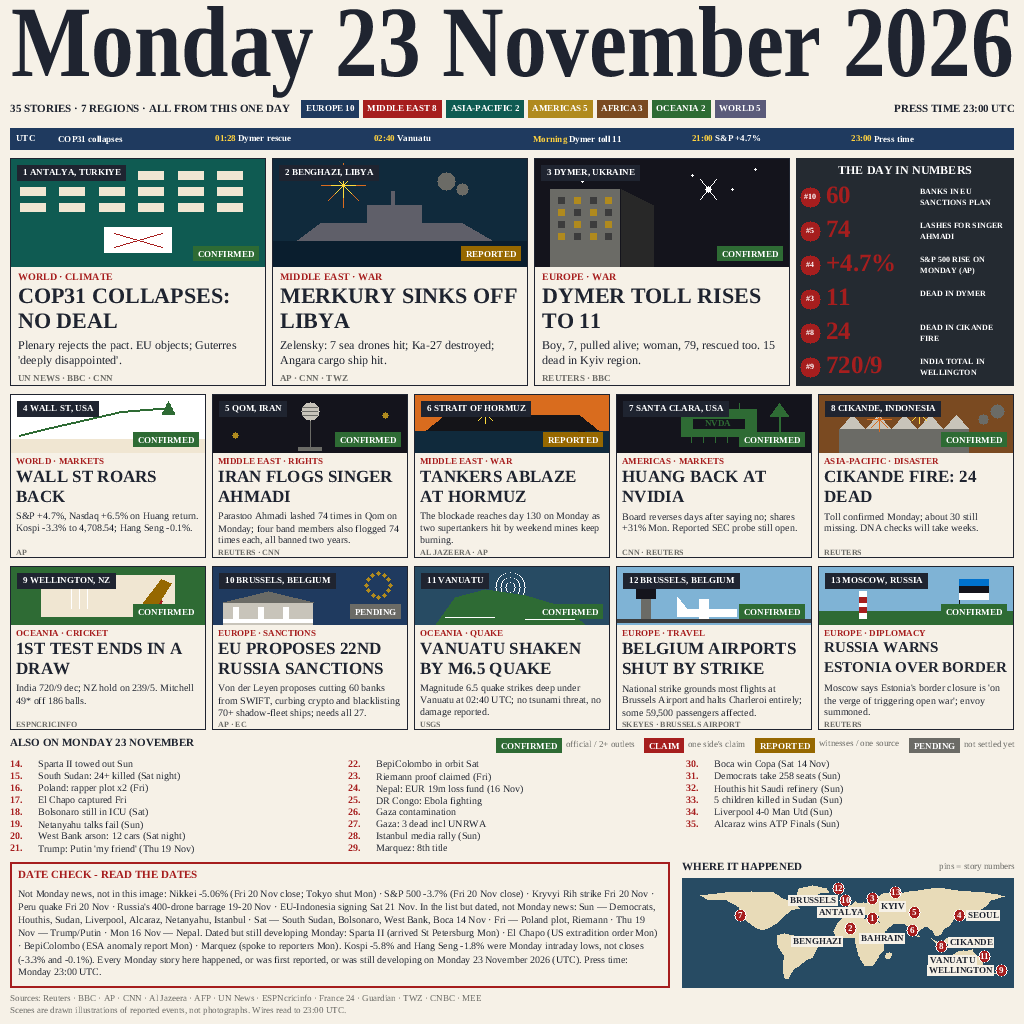 Monday 23 November 2026
35 STORIES · 7 REGIONS · ALL FROM THIS ONE DAY
EUROPE 10
MIDDLE EAST 8
ASIA-PACIFIC 2
AMERICAS 5
AFRICA 3
OCEANIA 2
WORLD 5
PRESS TIME 23:00 UTC
UTC
COP31 collapses
01:28 Dymer rescue
02:40 Vanuatu
Morning Dymer toll 11
21:00 S&P +4.7%
23:00 Press time
1 ANTALYA, TURKIYE
CONFIRMED
WORLD · CLIMATE
COP31 COLLAPSES:
NO DEAL
Plenary rejects the pact. EU objects; Guterres
'deeply disappointed'.
UN NEWS · BBC · CNN
2 BENGHAZI, LIBYA
REPORTED
MIDDLE EAST · WAR
MERKURY SINKS OFF
LIBYA
Zelensky: 7 sea drones hit; Ka-27 destroyed;
Angara cargo ship hit.
AP · CNN · TWZ
3 DYMER, UKRAINE
CONFIRMED
EUROPE · WAR
DYMER TOLL RISES
TO 11
Boy, 7, pulled alive; woman, 79, rescued too. 15
dead in Kyiv region.
REUTERS · BBC
THE DAY IN NUMBERS
#10 60 BANKS IN EU
SANCTIONS PLAN
#5 74 LASHES FOR SINGER
AHMADI
#4 +4.7% S&P 500 RISE ON
MONDAY (AP)
#3 11 DEAD IN DYMER
#8 24 DEAD IN CIKANDE
FIRE
#9 720/9 INDIA TOTAL IN
WELLINGTON
4 WALL ST, USA
CONFIRMED
WORLD · MARKETS
WALL ST ROARS
BACK
S&P +4.7%, Nasdaq +6.5% on Huang return.
Kospi -3.3% to 4,708.54; Hang Seng -0.1%.
AP
5 QOM, IRAN
CONFIRMED
MIDDLE EAST · RIGHTS
IRAN FLOGS SINGER
AHMADI
Parastoo Ahmadi lashed 74 times in Qom on
Monday; four band members also flogged 74
times each, all banned two years.
REUTERS · CNN
6 STRAIT OF HORMUZ
REPORTED
MIDDLE EAST · WAR
TANKERS ABLAZE
AT HORMUZ
The blockade reaches day 130 on Monday as
two supertankers hit by weekend mines keep
burning.
AL JAZEERA · AP
7 SANTA CLARA, USA
NVDA
CONFIRMED
AMERICAS · MARKETS
HUANG BACK AT
NVIDIA
Board reverses days after saying no; shares
+31% Mon. Reported SEC probe still open.
CNN · REUTERS
8 CIKANDE, INDONESIA
CONFIRMED
ASIA-PACIFIC · DISASTER
CIKANDE FIRE: 24
DEAD
Toll confirmed Monday; about 30 still
missing. DNA checks will take weeks.
REUTERS
9 WELLINGTON, NZ
CONFIRMED
OCEANIA · CRICKET
1ST TEST ENDS IN A
DRAW
India 720/9 dec; NZ hold on 239/5. Mitchell
49* off 186 balls.
ESPNCRICINFO
10 BRUSSELS, BELGIUM
PENDING
EUROPE · SANCTIONS
EU PROPOSES 22ND
RUSSIA SANCTIONS
Von der Leyen proposes cutting 60 banks
from SWIFT, curbing crypto and blacklisting
70+ shadow-fleet ships; needs all 27.
AP · EC
11 VANUATU
CONFIRMED
OCEANIA · QUAKE
VANUATU SHAKEN
BY M6.5 QUAKE
Magnitude 6.5 quake strikes deep under
Vanuatu at 02:40 UTC; no tsunami threat, no
damage reported.
USGS
12 BRUSSELS, BELGIUM
CONFIRMED
EUROPE · TRAVEL
BELGIUM AIRPORTS
SHUT BY STRIKE
National strike grounds most flights at
Brussels Airport and halts Charleroi entirely;
some 59,500 passengers affected.
SKEYES · BRUSSELS AIRPORT
13 MOSCOW, RUSSIA
CONFIRMED
EUROPE · DIPLOMACY
RUSSIA WARNS
ESTONIA OVER BORDER
Moscow says Estonia's border closure is 'on
the verge of triggering open war'; envoy
summoned.
REUTERS
ALSO ON MONDAY 23 NOVEMBER
CONFIRMED official / 2+ outlets
CLAIM one side's claim
REPORTED witnesses / one source
PENDING not settled yet
14. Sparta II towed out Sun
15. South Sudan: 24+ killed (Sat night)
16. Poland: rapper plot x2 (Fri)
17. El Chapo captured Fri
18. Bolsonaro still in ICU (Sat)
19. Netanyahu talks fail (Sun)
20. West Bank arson: 12 cars (Sat night)
21. Trump: Putin 'my friend' (Thu 19 Nov)
22. BepiColombo in orbit Sat
23. Riemann proof claimed (Fri)
24. Nepal: EUR 19m loss fund (16 Nov)
25. DR Congo: Ebola fighting
26. Gaza contamination
27. Gaza: 3 dead incl UNRWA
28. Istanbul media rally (Sun)
29. Marquez: 8th title
30. Boca win Copa (Sat 14 Nov)
31. Democrats take 258 seats (Sun)
32. Houthis hit Saudi refinery (Sun)
33. 5 children killed in Sudan (Sun)
34. Liverpool 4-0 Man Utd (Sun)
35. Alcaraz wins ATP Finals (Sun)
DATE CHECK - READ THE DATES
Not Monday news, not in this image: Nikkei -5.06% (Fri 20 Nov close; Tokyo shut Mon) · S&P 500 -3.7% (Fri 20 Nov close) · Kryvyi Rih strike Fri 20 Nov ·
Peru quake Fri 20 Nov · Russia's 400-drone barrage 19-20 Nov · EU-Indonesia signing Sat 21 Nov. In the list but dated, not Monday news: Sun — Democrats,
Houthis, Sudan, Liverpool, Alcaraz, Netanyahu, Istanbul · Sat — South Sudan, Bolsonaro, West Bank, Boca 14 Nov · Fri — Poland plot, Riemann · Thu 19
Nov — Trump/Putin · Mon 16 Nov — Nepal. Dated but still developing Monday: Sparta II (arrived St Petersburg Mon) · El Chapo (US extradition order Mon)
· BepiColombo (ESA anomaly report Mon) · Marquez (spoke to reporters Mon). Kospi -5.8% and Hang Seng -1.8% were Monday intraday lows, not closes
(-3.3% and -0.1%). Every Monday story here happened, or was first reported, or was still developing on Monday 23 November 2026 (UTC). Press time:
Monday 23:00 UTC.
WHERE IT HAPPENED
pins = story numbers
12
BRUSSELS 10
13
3
KYIV
ANTALYA 1
7
5
4 SEOUL
2
BENGHAZI
BAHRAIN
6
8 CIKANDE
VANUATU 11
WELLINGTON 9
Sources: Reuters · BBC · AP · CNN · Al Jazeera · AFP · UN News · ESPNcricinfo · France 24 · Guardian · TWZ · CNBC · MEE
Scenes are drawn illustrations of reported events, not photographs. Wires read to 23:00 UTC.